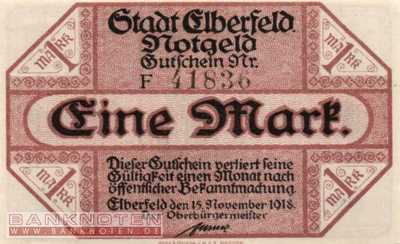 Stadt Elberfeld.
Notgeld
Gutschein Nr.
F 41836
1 MARK
1 MARK
Eine Mark.
Dieser Gutschein verliert seine
Gültigkeit einen Monat nach
öffentlicher Bekanntmachung.
Elberfeld den 15. November 1918.
Der Oberbürgermeister
1 MARK
1 MARK
BANKNOTEN
WWW.BANKNOTEN.DE